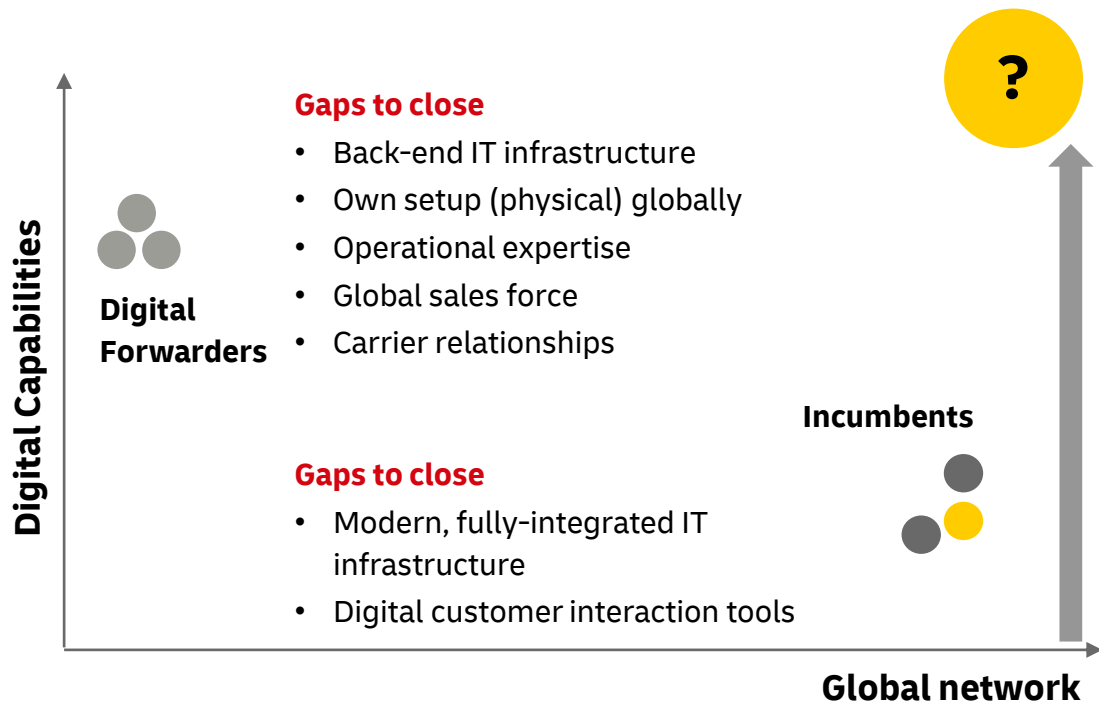 ?
Gaps to close
• Back-end IT infrastructure
• Own setup (physical) globally
• Operational expertise
• Global sales force
• Carrier relationships
Digital
Forwarders
Digital Capabilities
Incumbents
Gaps to close
• Modern, fully-integrated IT
infrastructure
• Digital customer interaction tools
Global network